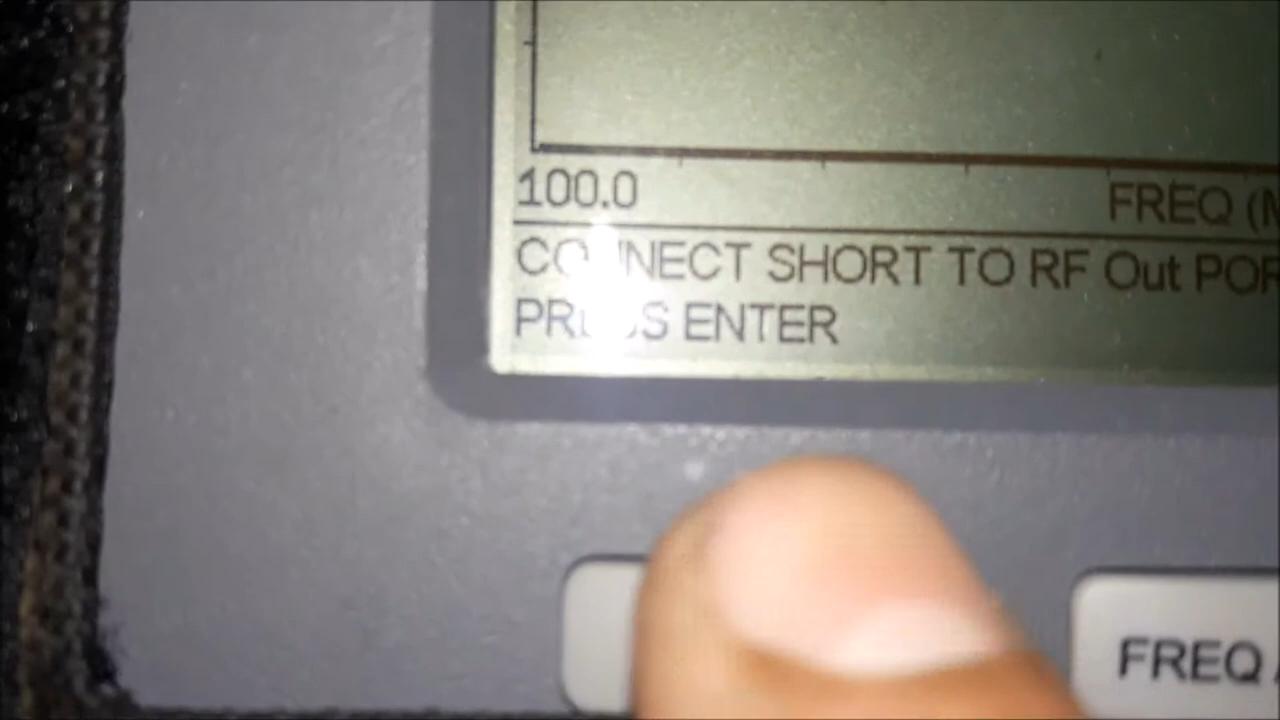 100.0 FREQ (M
CONNECT SHORT TO RF Out POR
PRESS ENTER
FREQ